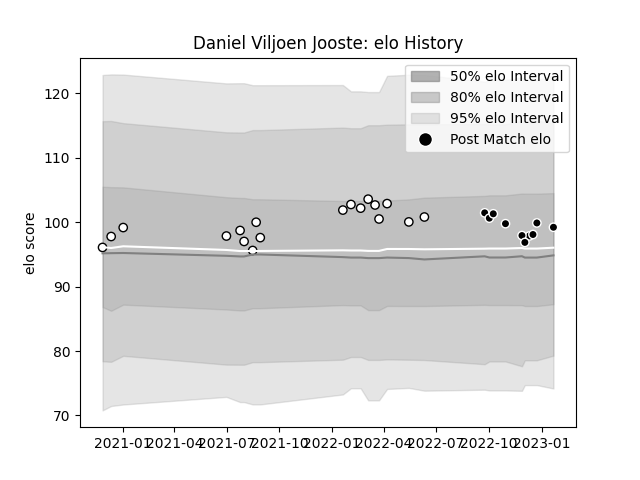 Daniel Viljoen Jooste: elo History
50% elo Interval
80% elo Interval
95% elo Interval
Post Match elo
elo score
120
110
100
90
80
70
2021-01 2021-04 2021-07 2021-10 2022-01 2022-04 2022-07 2022-10 2023-01